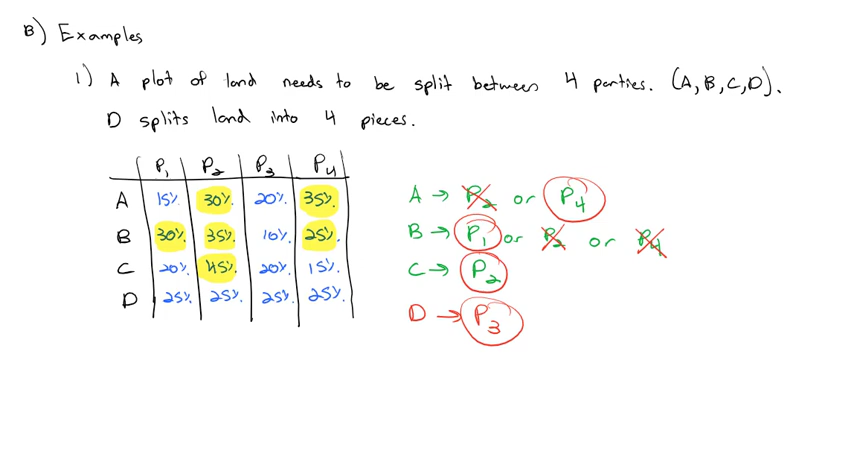 B) Examples
1) A plot of land needs to be split between 4 parties. (A, B, C, D).
D splits land into 4 pieces.
P1 P2 P3 P4
A 15% 30% 20% 35%
B 30% 35% 10% 25%
C 20% 45% 20% 15%
D 25% 25% 25% 25%
A → P2 or P4
B → P1 or P2 or P4
C → P2
D → P3